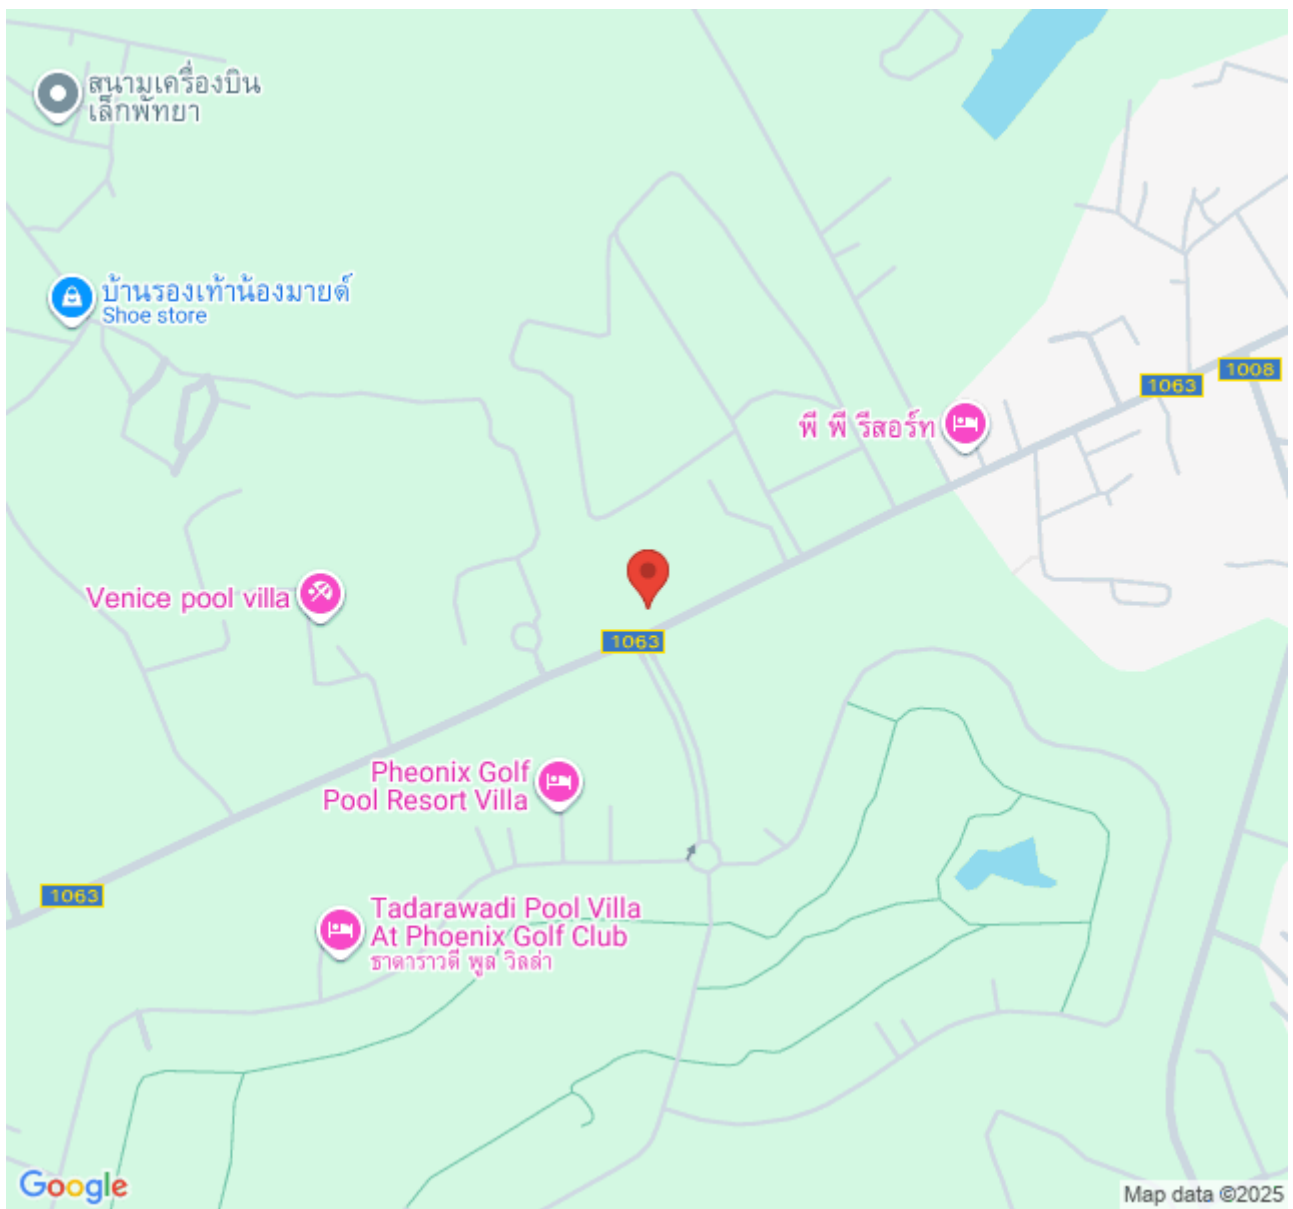 สนามเครื่องบิน
เล็กพัทยา
บ้านรองเท้าน้องมายด์
Shoe store
1008
1063
พี พี รีสอร์ท
Venice pool villa
1063
Pheonix Golf
Pool Resort Villa
1063
Tadarawadi Pool Villa
At Phoenix Golf Club
ธาดาราวดี พูล วิลล่า
Google
Map data ©2025